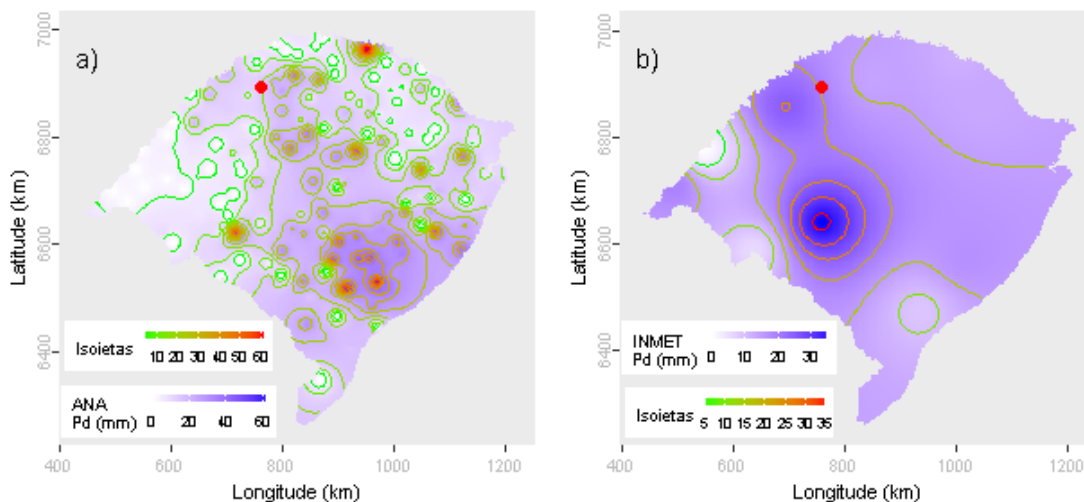 a)
7000
6800
6600
6400
Latitude (km)
Isoietas
10 20 30 40 50 60
ANA
Pd (mm)
0 20 40 60
400 600 800 1000 1200
Longitude (km)
b)
7000
6800
6600
6400
Latitude (km)
INMET
Pd (mm)
0 10 20 30
Isoietas
5 10 15 20 25 30 35
400 600 800 1000 1200
Longitude (km)